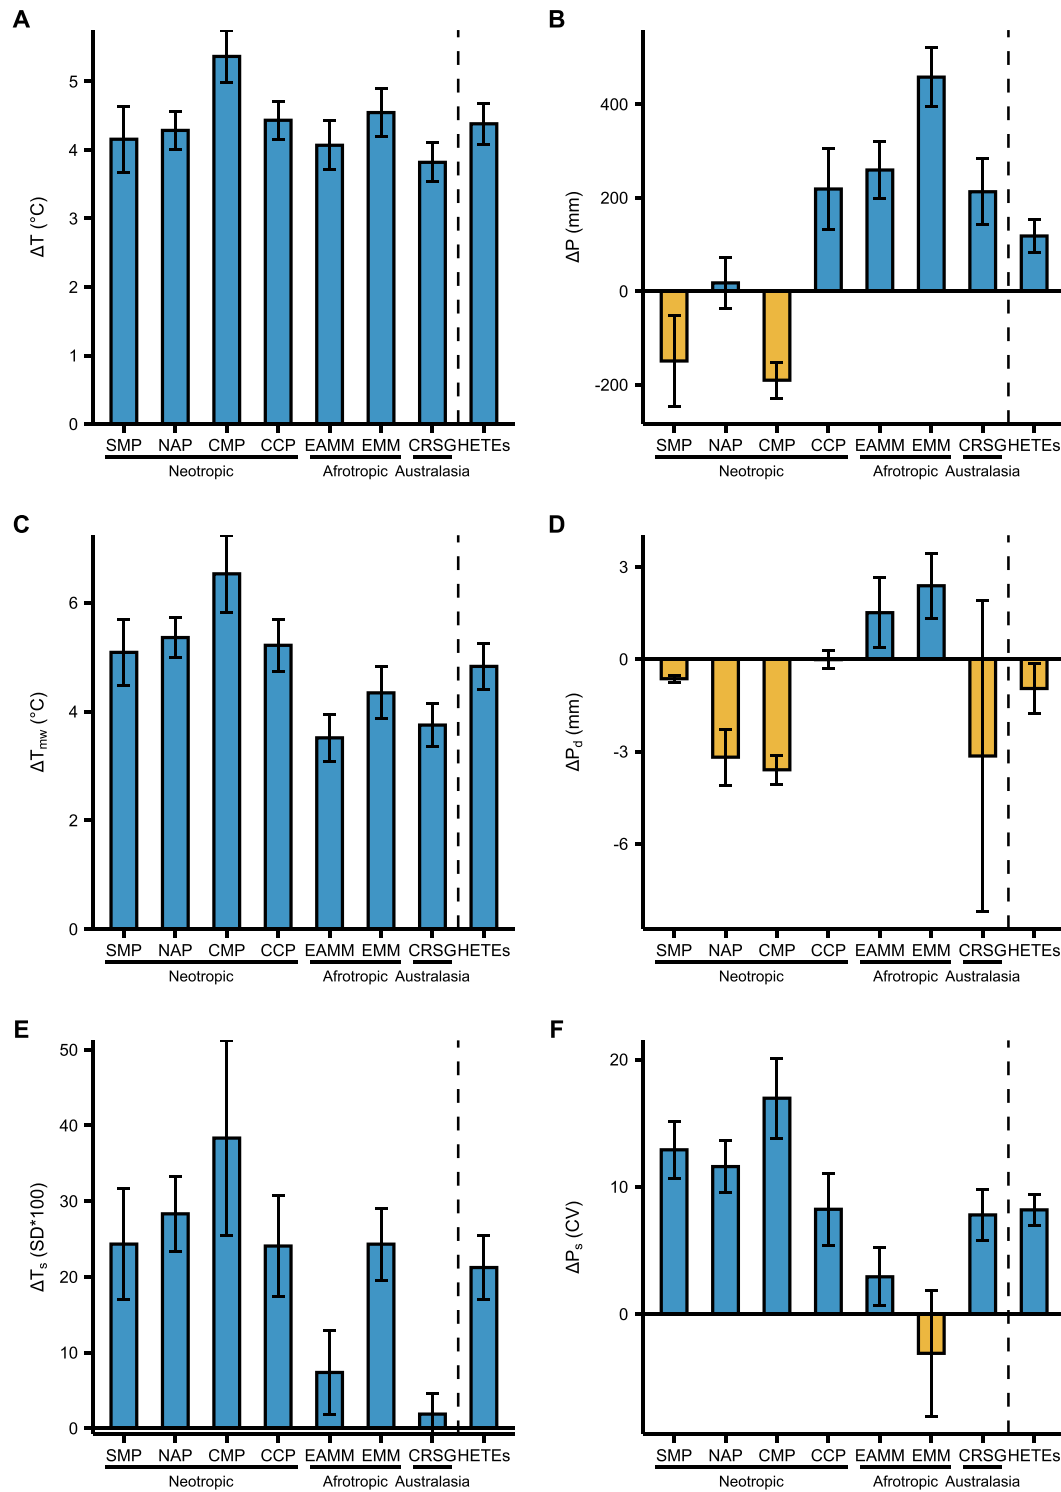 A
ΔT (°C)
5
4
3
2
1
0
SMP NAP CMP CCP EAMM EMM CRSG HETEs
Neotropic Afrotropic Australasia
B
ΔP (mm)
400
200
0
-200
SMP NAP CMP CCP EAMM EMM CRSG HETEs
Neotropic Afrotropic Australasia
C
ΔTmw (°C)
6
4
2
0
SMP NAP CMP CCP EAMM EMM CRSG HETEs
Neotropic Afrotropic Australasia
D
ΔPd (mm)
3
0
-3
-6
SMP NAP CMP CCP EAMM EMM CRSG HETEs
Neotropic Afrotropic Australasia
E
ΔTs (SD*100)
50
40
30
20
10
0
SMP NAP CMP CCP EAMM EMM CRSG HETEs
Neotropic Afrotropic Australasia
F
ΔPs (CV)
20
10
0
SMP NAP CMP CCP EAMM EMM CRSG HETEs
Neotropic Afrotropic Australasia